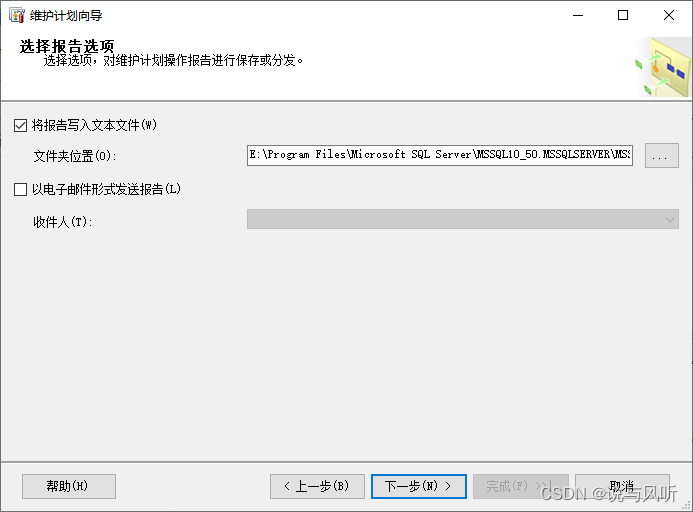 维护计划向导
选择报告选项
选择选项，对维护计划操作报告进行保存或分发。
将报告写入文本文件(W)
文件夹位置(O):
E:\Program Files\Microsoft SQL Server\MSSQL10_50.MSSQLSERVER\MSS
...
以电子邮件形式发送报告(L)
收件人(T):
帮助(H)
< 上一步(B)
下一步(N) >
完成(F) >>|
取消
CSDN @说与风听